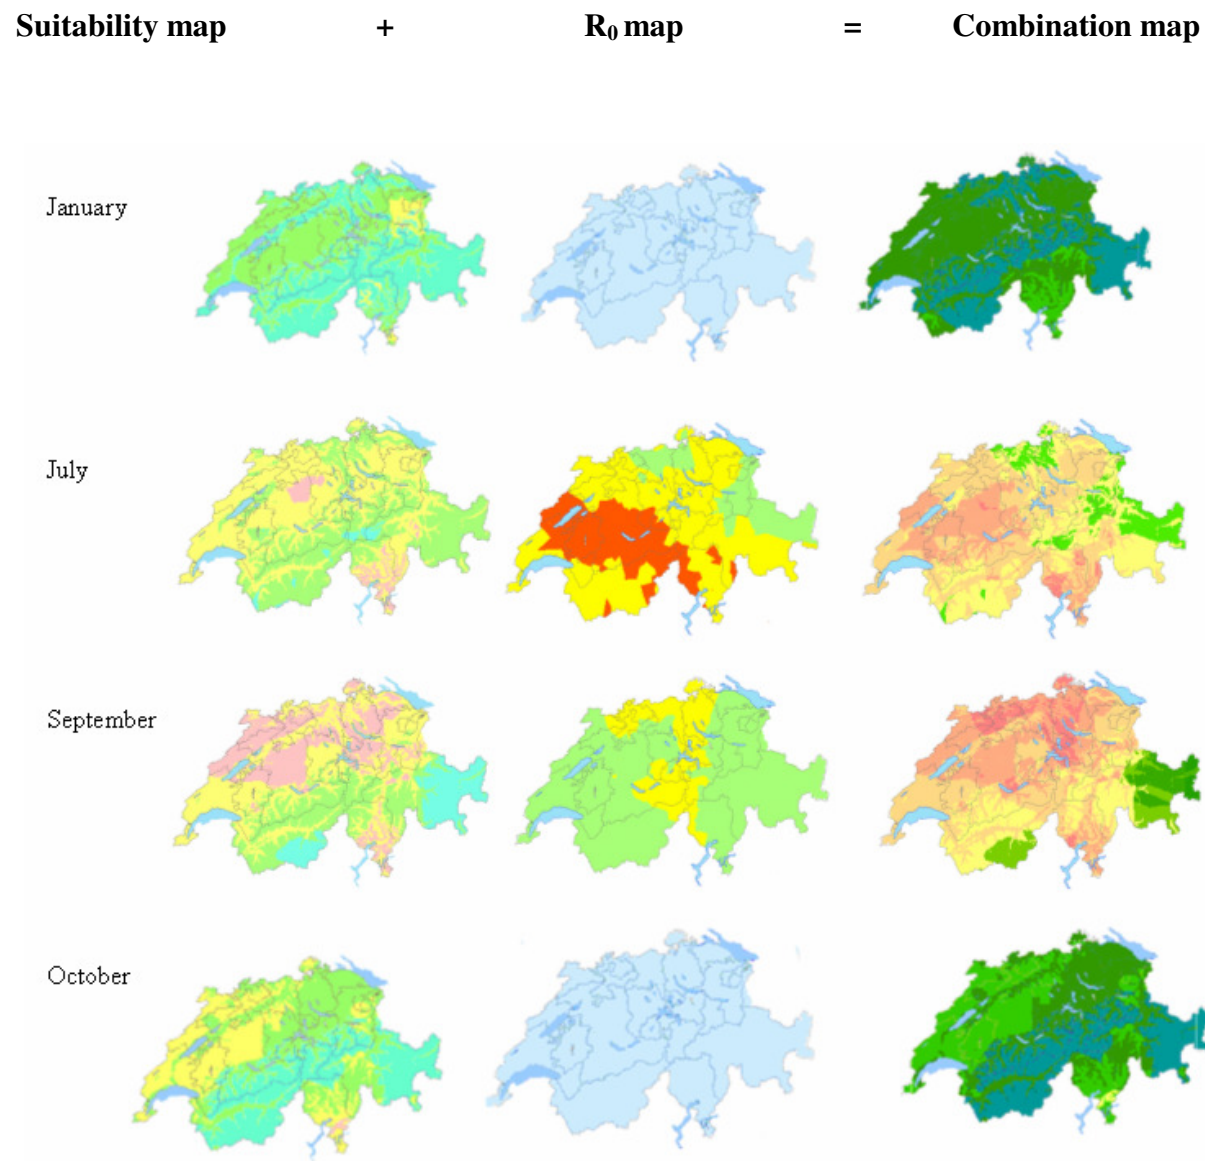 Suitability map + R₀ map = Combination map
January
July
September
October